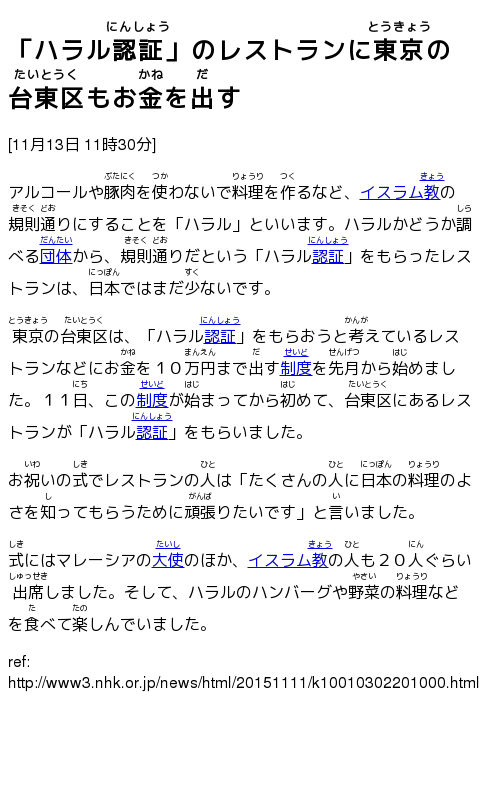 「ハラル認証」のレストランに東京の
台東区もお金を出す
[11月13日 11時30分]
アルコールや豚肉を使わないで料理を作るなど、イスラム教の
規則通りにすることを「ハラル」といいます。ハラルかどうか調
べる団体から、規則通りだという「ハラル認証」をもらったレス
トランは、日本ではまだ少ないです。
東京の台東区は、「ハラル認証」をもらおうと考えているレス
トランなどにお金を１０万円まで出す制度を先月から始めまし
た。１１日、この制度が始まってから初めて、台東区にあるレス
トランが「ハラル認証」をもらいました。
お祝いの式でレストランの人は「たくさんの人に日本の料理のよ
さを知ってもらうために頑張りたいです」と言いました。
式にはマレーシアの大使のほか、イスラム教の人も２０人ぐらい
出席しました。そして、ハラルのハンバーグや野菜の料理など
を食べて楽しんでいました。
ref:
http://www3.nhk.or.jp/news/html/20151111/k10010302201000.html